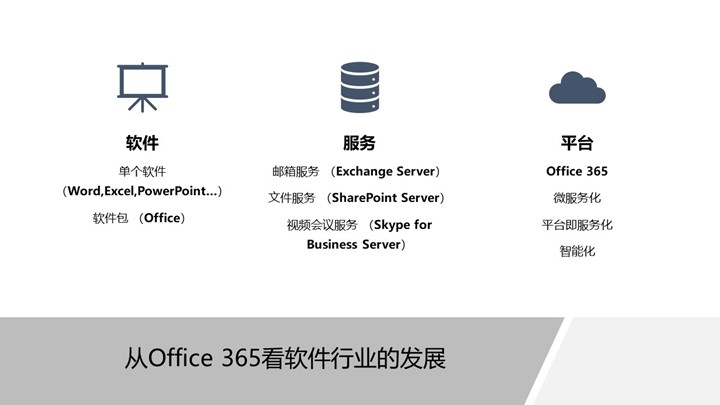 软件
单个软件
（Word,Excel,PowerPoint...）
软件包 （Office）
服务
邮箱服务 （Exchange Server）
文件服务 （SharePoint Server）
视频会议服务 （Skype for
Business Server）
平台
Office 365
微服务化
平台即服务化
智能化
从Office 365看软件行业的发展